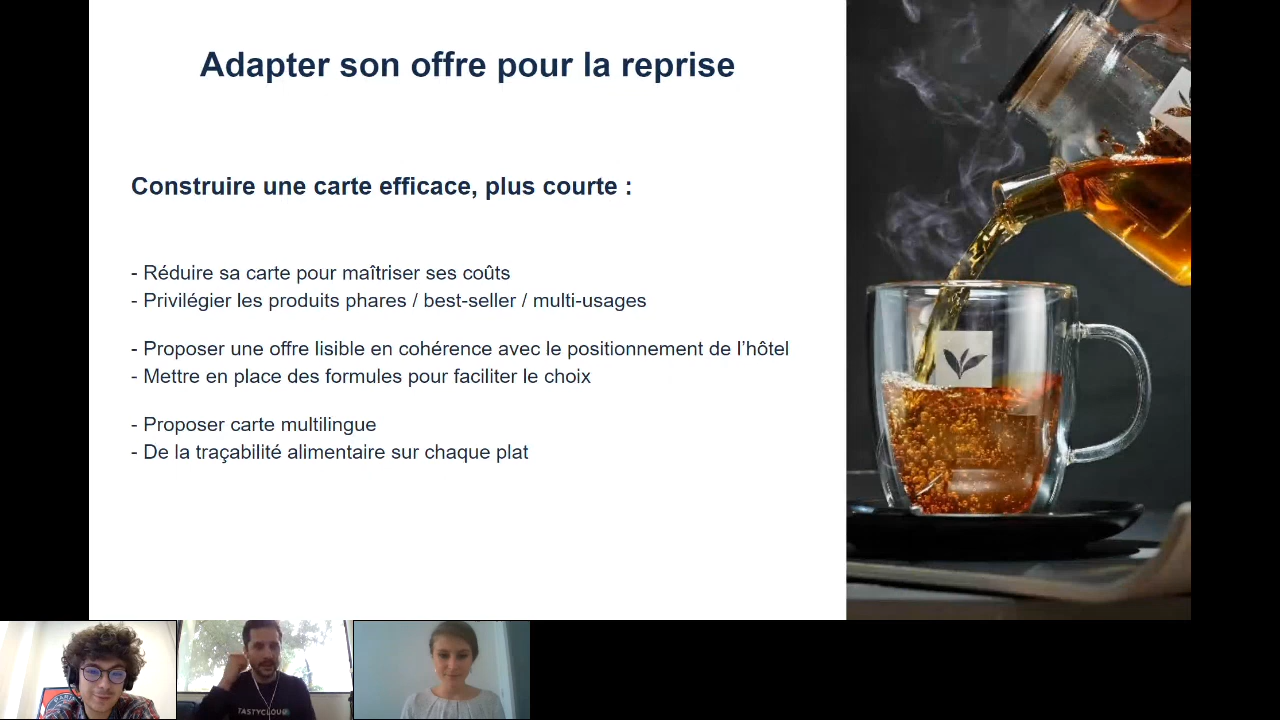 Adapter son offre pour la reprise
Construire une carte efficace, plus courte :
- Réduire sa carte pour maîtriser ses coûts
- Privilégier les produits phares / best-seller / multi-usages
- Proposer une offre lisible en cohérence avec le positionnement de l’hôtel
- Mettre en place des formules pour faciliter le choix
- Proposer carte multilingue
- De la traçabilité alimentaire sur chaque plat
PARIS
TASTYCLOUD